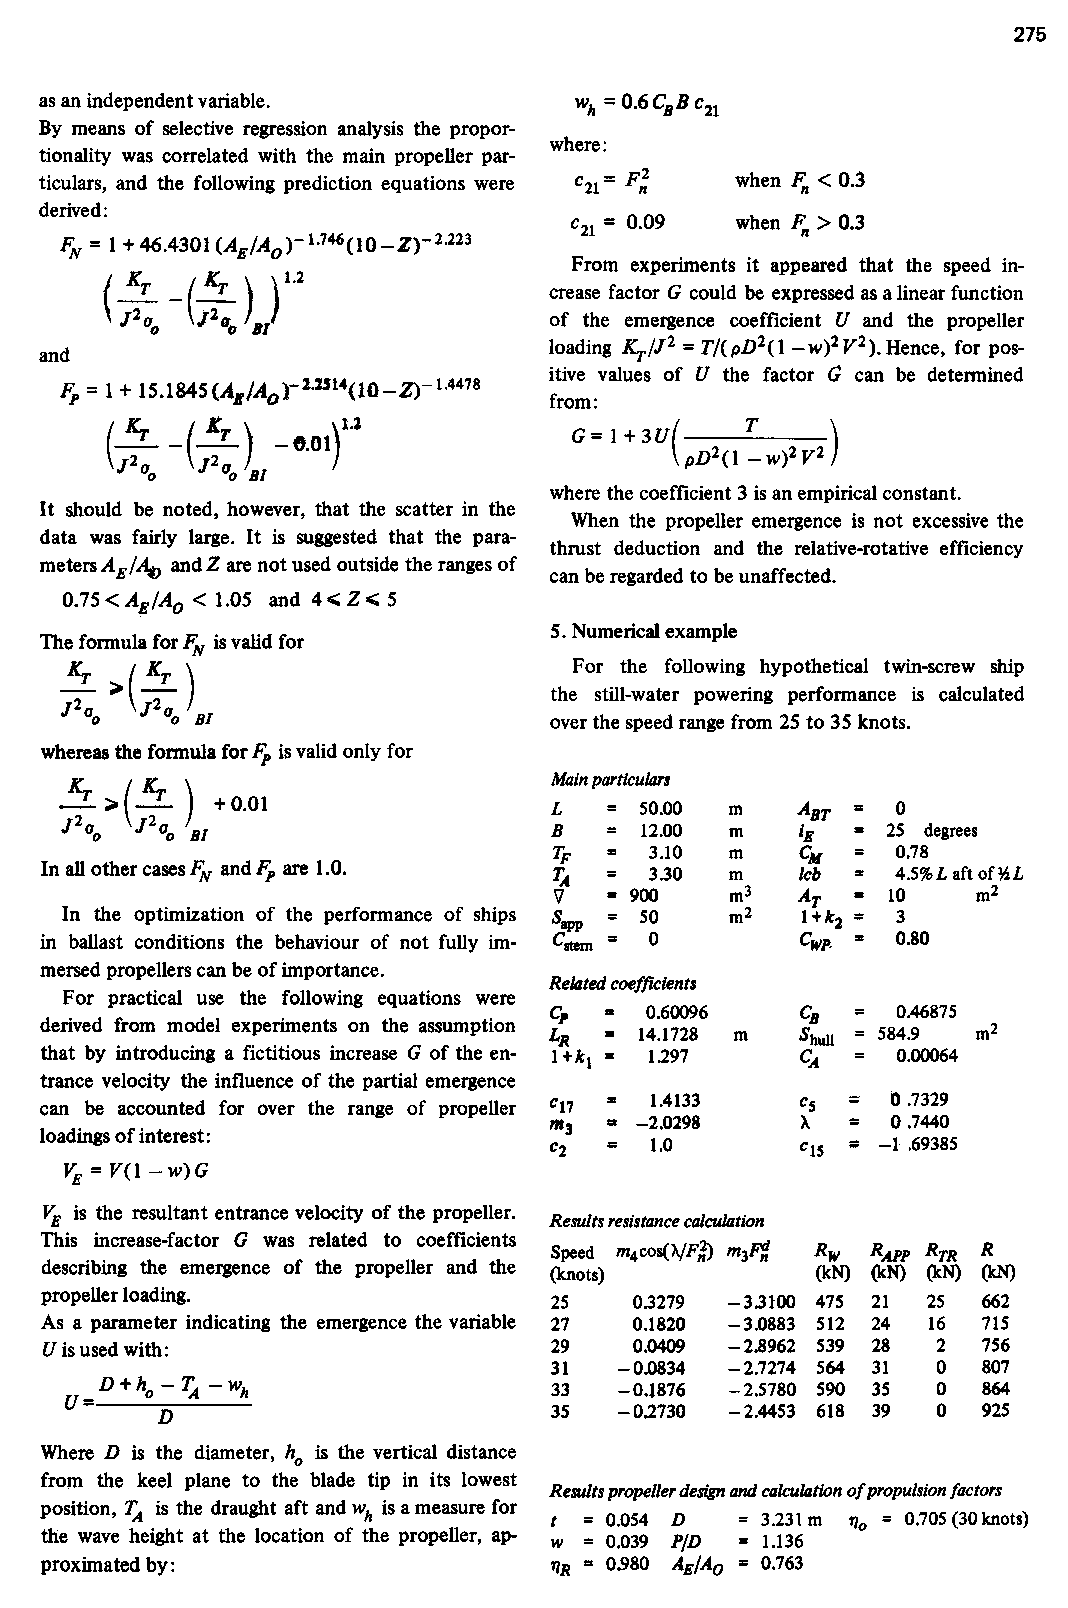 275
as an independent variable.
By means of selective regression analysis the propor-
tionality was correlated with the main propeller par-
ticulars, and the following prediction equations were
derived:
F_N = 1 + 46.4301 (A_E/A_O)^-1.746 (10 – Z)^-2.223
(K_T/J²σ_o – (K_T/J²σ_o)_BI)^1.2
and
F_p = 1 + 15.1845 (A_E/A_O)^-2.2514 (10 – Z)^-1.4478
(K_T/J²σ_o – (K_T/J²σ_o)_BI – 0.01)^1.2
It should be noted, however, that the scatter in the
data was fairly large. It is suggested that the para-
meters A_E/A_O and Z are not used outside the ranges of
0.75 < A_E/A_O < 1.05 and 4 ≤ Z ≤ 5
The formula for F_N is valid for
K_T/J²σ_o > (K_T/J²σ_o)_BI
whereas the formula for F_p is valid only for
K_T/J²σ_o > (K_T/J²σ_o)_BI + 0.01
In all other cases F_N and F_p are 1.0.
In the optimization of the performance of ships
in ballast conditions the behaviour of not fully im-
mersed propellers can be of importance.
For practical use the following equations were
derived from model experiments on the assumption
that by introducing a fictitious increase G of the en-
trance velocity the influence of the partial emergence
can be accounted for over the range of propeller
loadings of interest:
V_E = V(1 – w) G
V_E is the resultant entrance velocity of the propeller.
This increase-factor G was related to coefficients
describing the emergence of the propeller and the
propeller loading.
As a parameter indicating the emergence the variable
U is used with:
U = (D + h_o – T_A – w_h)/D
Where D is the diameter, h_o is the vertical distance
from the keel plane to the blade tip in its lowest
position, T_A is the draught aft and w_h is a measure for
the wave height at the location of the propeller, ap-
proximated by:
w_h = 0.6 C_B B c_21
where:
c_21 = F_n² when F_n < 0.3
c_21 = 0.09 when F_n > 0.3
From experiments it appeared that the speed in-
crease factor G could be expressed as a linear function
of the emergence coefficient U and the propeller
loading K_T/J² = T/(ρD²(1 – w)²V²). Hence, for pos-
itive values of U the factor G can be determined
from:
G = 1 + 3U(T/(ρD²(1 – w)²V²))
where the coefficient 3 is an empirical constant.
When the propeller emergence is not excessive the
thrust deduction and the relative-rotative efficiency
can be regarded to be unaffected.
5. Numerical example
For the following hypothetical twin-screw ship
the still-water powering performance is calculated
over the speed range from 25 to 35 knots.
Main particulars
L = 50.00 m A_BT = 0
B = 12.00 m i_E = 25 degrees
T_F = 3.10 m C_M = 0.78
T_A = 3.30 m lcb = 4.5% L aft of ½ L
∇ = 900 m³ A_T = 10 m²
S_app = 50 m² 1 + k_2 = 3
C_stern = 0 C_WP = 0.80
Related coefficients
C_P = 0.60096 C_B = 0.46875
L_R = 14.1728 m S_hull = 584.9 m²
1 + k_1 = 1.297 C_A = 0.00064
c_17 = 1.4133 c_5 = 0.7329
m_3 = –2.0298 λ = 0.7440
c_2 = 1.0 c_15 = –1.69385
Results resistance calculation
Speed m_4 cos(λ/F_n²) m_3 F_n^d R_W R_APP R_TR R
(knots) (kN) (kN) (kN) (kN)
25 0.3279 –3.3100 475 21 25 662
27 0.1820 –3.0883 512 24 16 715
29 0.0409 –2.8962 539 28 2 756
31 –0.0834 –2.7274 564 31 0 807
33 –0.1876 –2.5780 590 35 0 864
35 –0.2730 –2.4453 618 39 0 925
Results propeller design and calculation of propulsion factors
t = 0.054 D = 3.231 m η_o = 0.705 (30 knots)
w = 0.039 P/D = 1.136
η_R = 0.980 A_E/A_O = 0.763